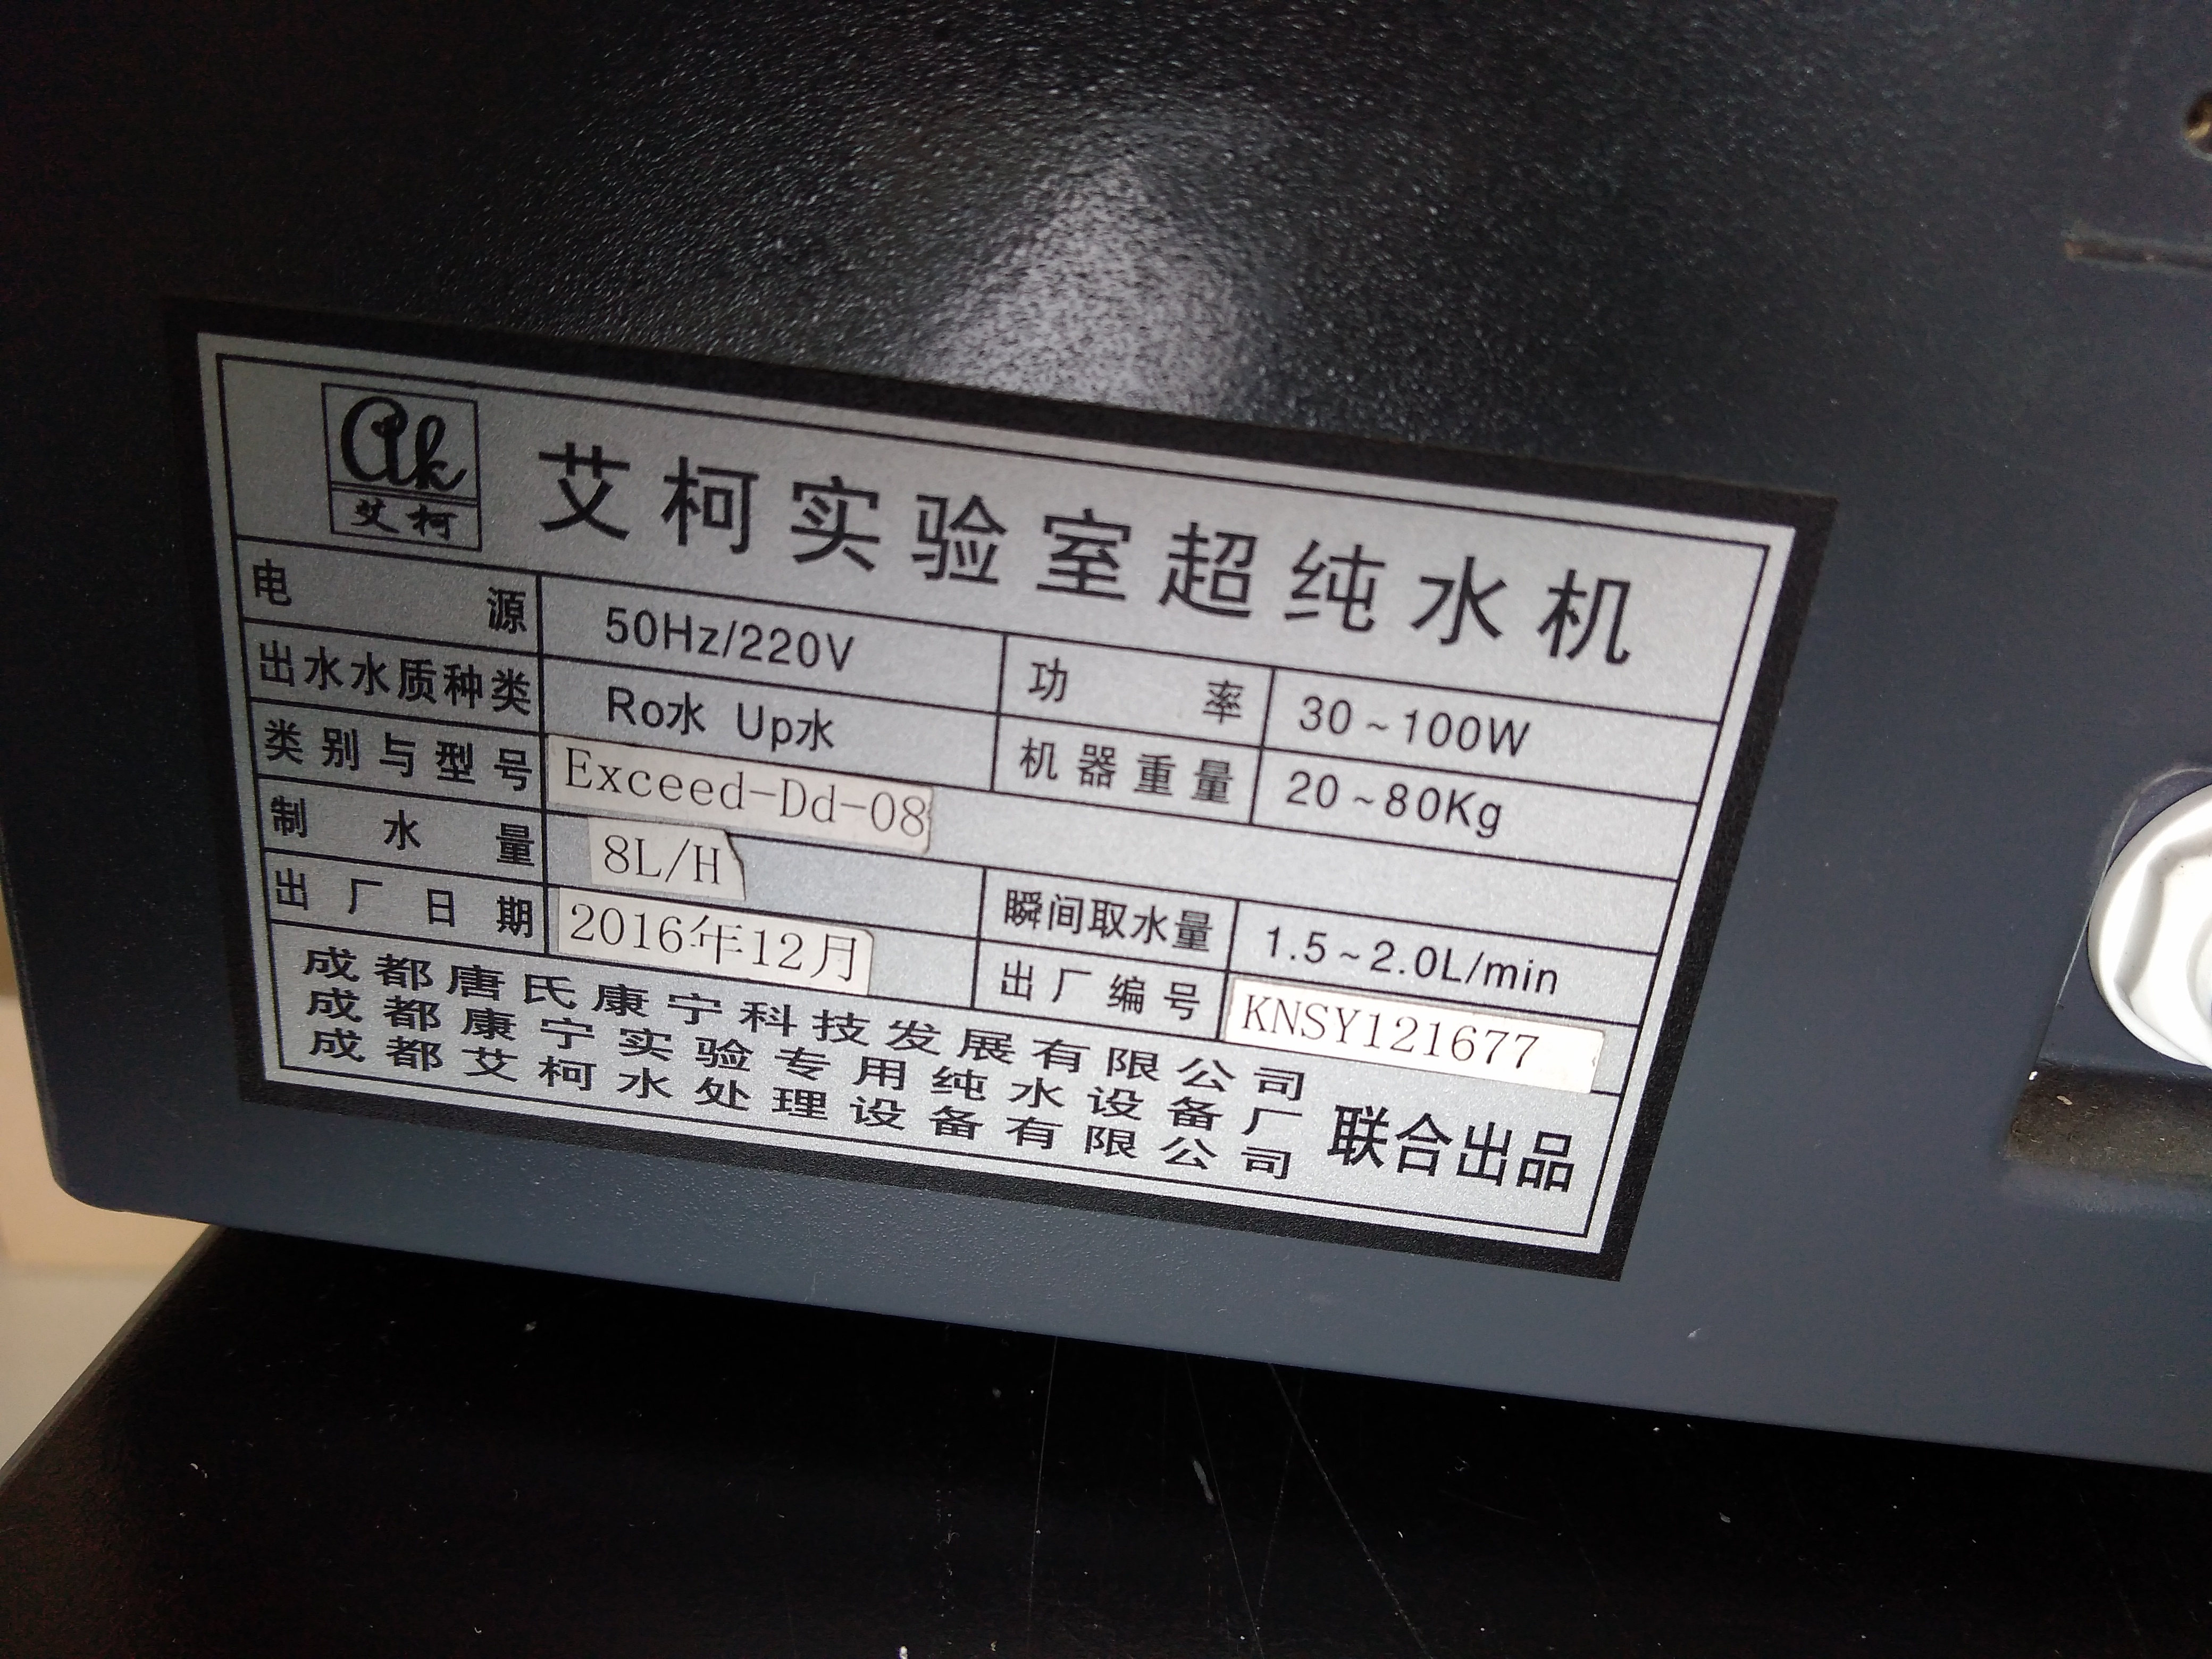 Ak
艾柯
艾柯实验室超纯水机
电源 50Hz/220V 功率 30~100W
出水水质种类 Ro水 Up水 机器重量 20~80Kg
类别与型号 Exceed-Dd-08
制水量 8L/H 瞬间取水量 1.5~2.0L/min
出厂日期 2016年12月 出厂编号 KNSY121677
成都唐氏康宁科技发展有限公司
成都康宁实验专用纯水设备厂
成都艾柯水处理设备有限公司
联合出品